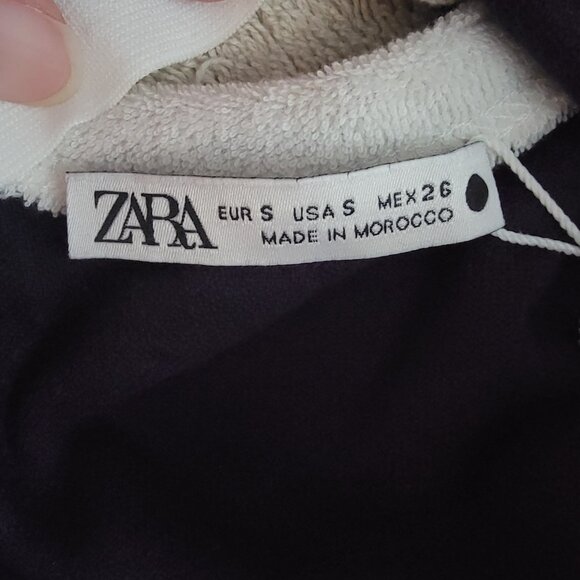 ZARA
EUR S USA S MEX 26
MADE IN MOROCCO